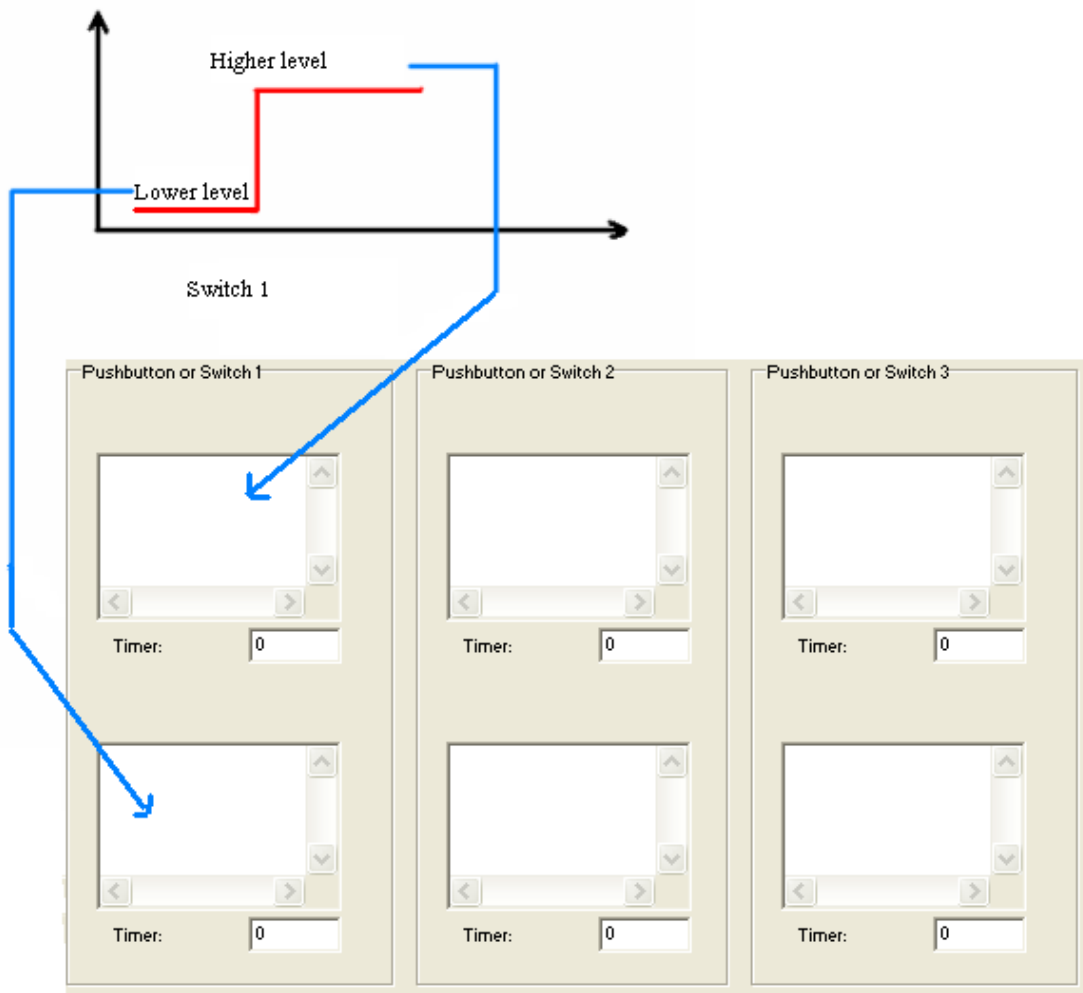 Higher level
Lower level
Switch 1
Pushbutton or Switch 1
Pushbutton or Switch 2
Pushbutton or Switch 3
Timer: 0
Timer: 0
Timer: 0
Timer: 0
Timer: 0
Timer: 0